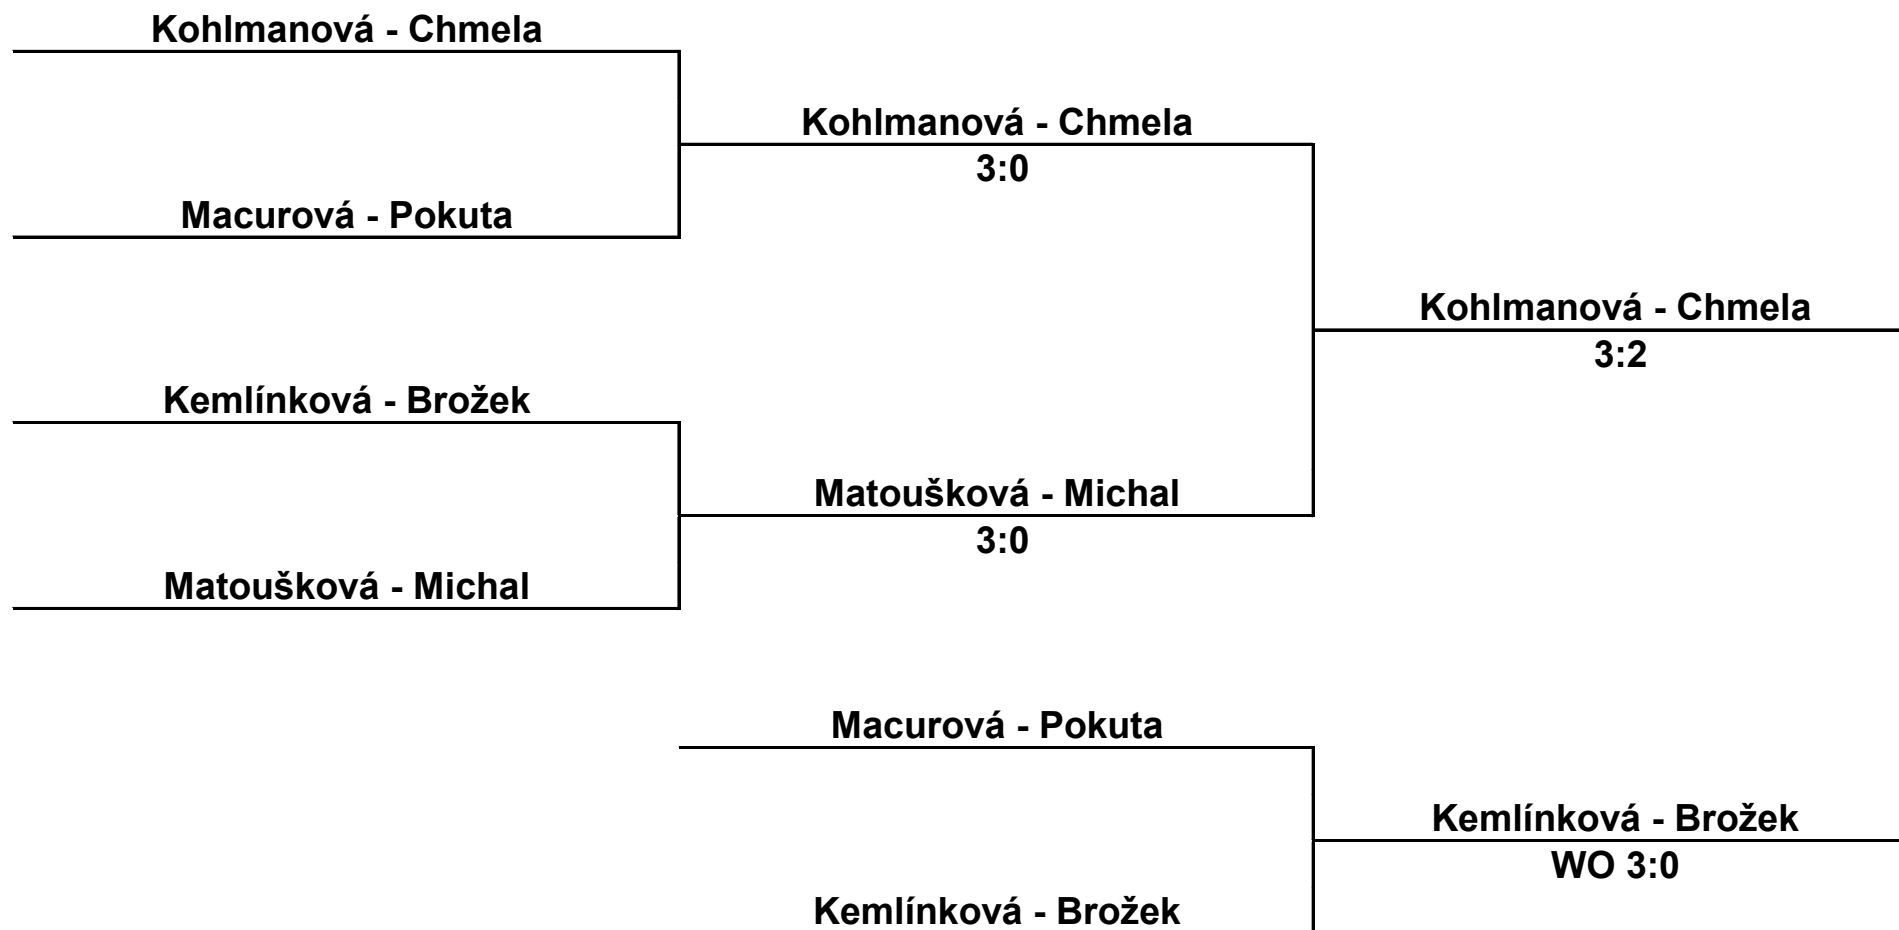 Kohlmanová - Chmela
Kohlmanová - Chmela
3:0
Macurová - Pokuta
Kohlmanová - Chmela
3:2
Kemlínková - Brožek
Matoušková - Michal
3:0
Matoušková - Michal
Macurová - Pokuta
Kemlínková - Brožek
WO 3:0
Kemlínková - Brožek